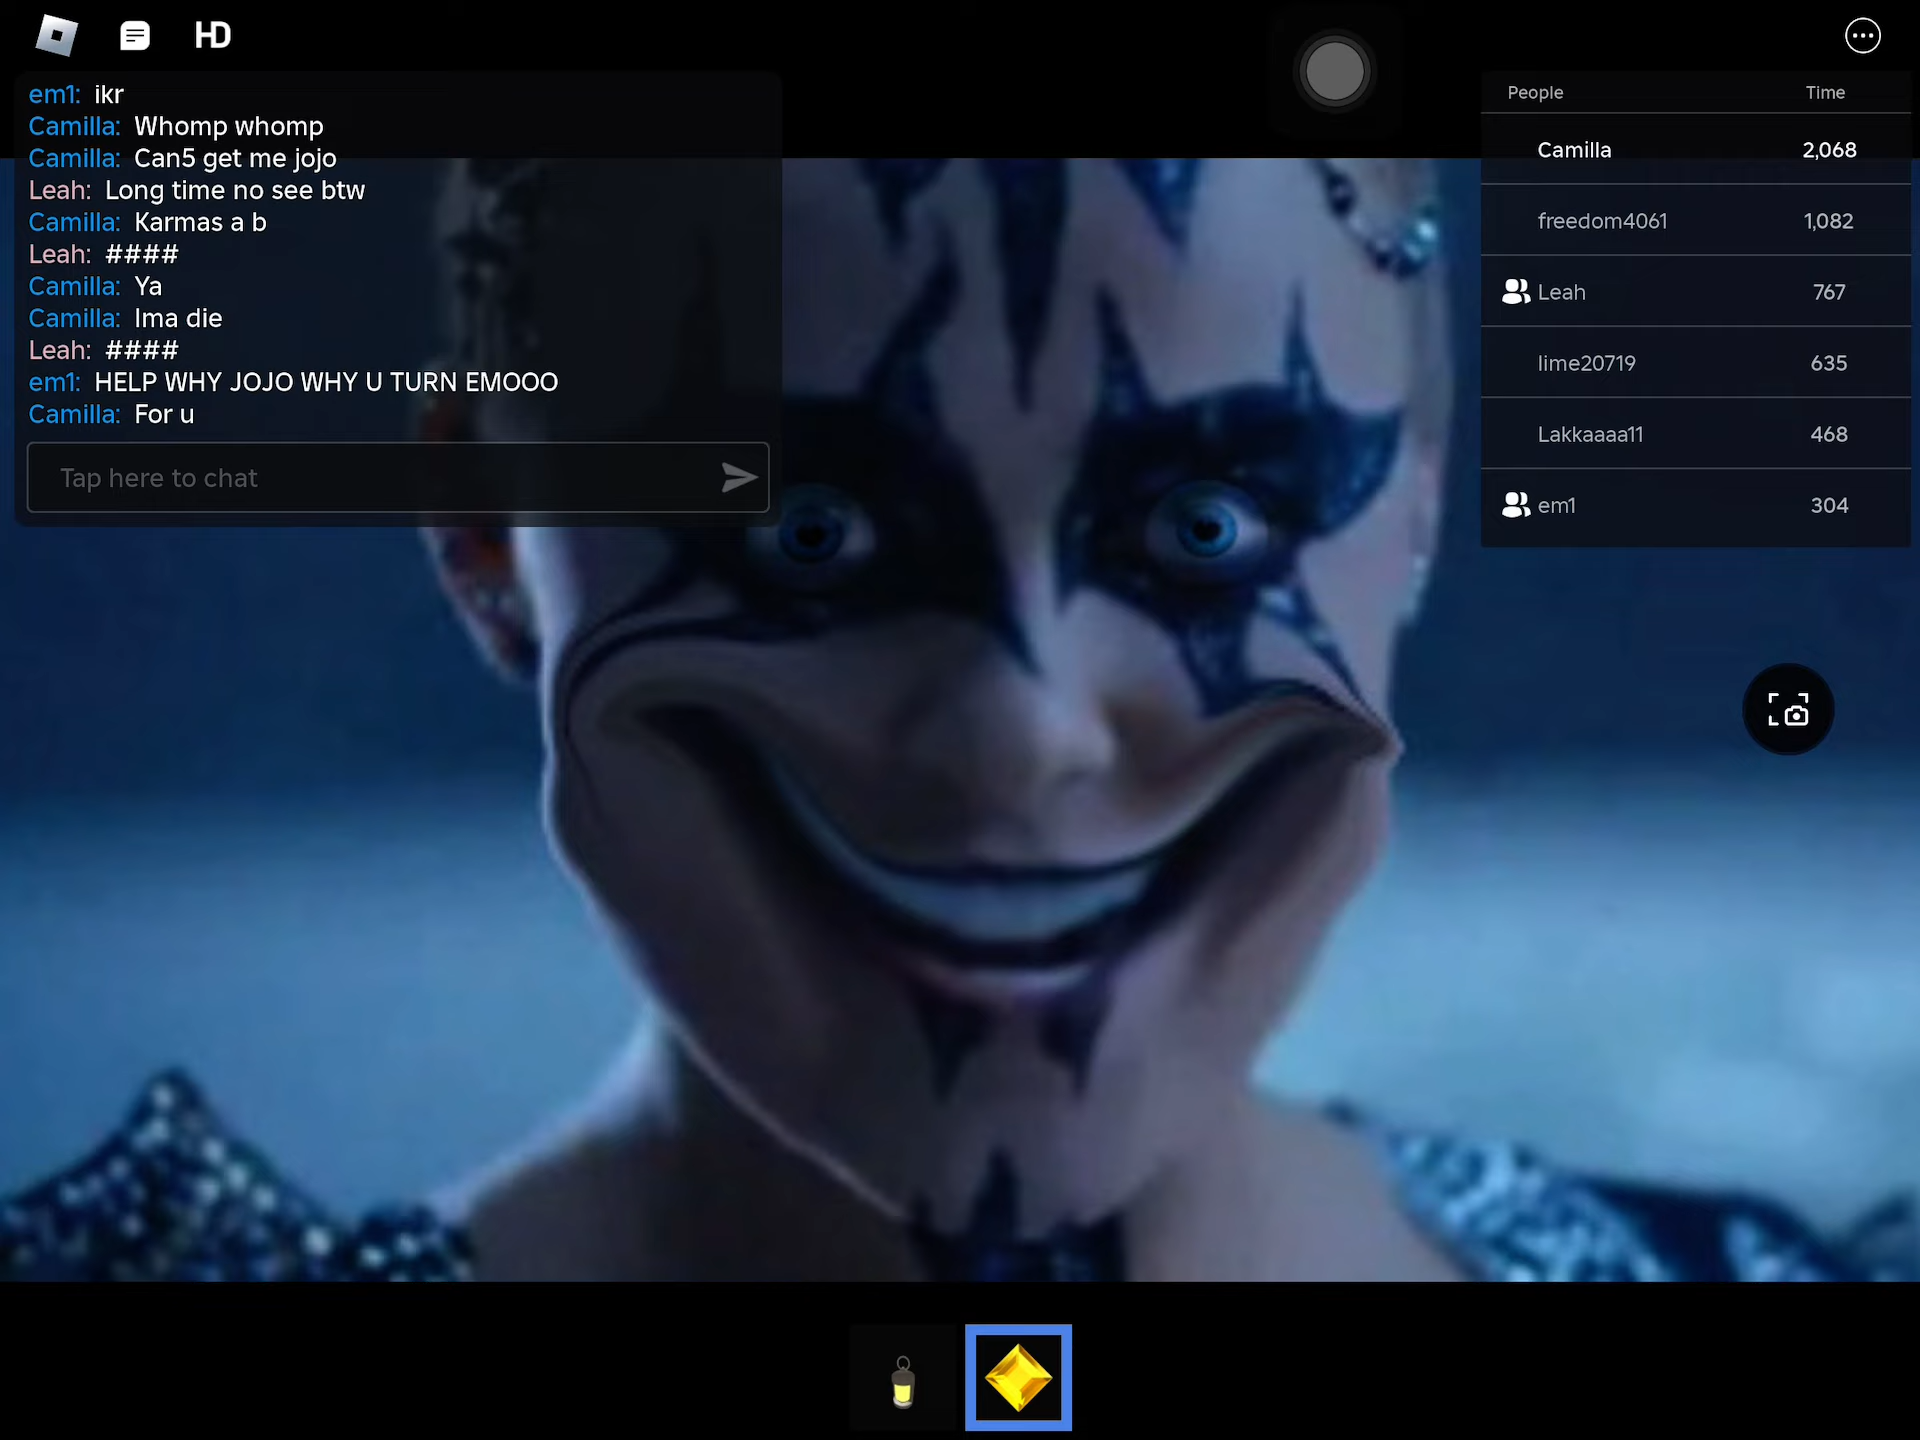 HD
em1: ikr
Camilla: Whomp whomp
Camilla: Can5 get me jojo
Leah: Long time no see btw
Camilla: Karmas a b
Leah: ####
Camilla: Ya
Camilla: Ima die
Leah: ####
em1: HELP WHY JOJO WHY U TURN EMOOO
Camilla: For u
Tap here to chat
People Time
Camilla 2,068
freedom4061 1,082
Leah 767
lime20719 635
Lakkaaaa11 468
em1 304